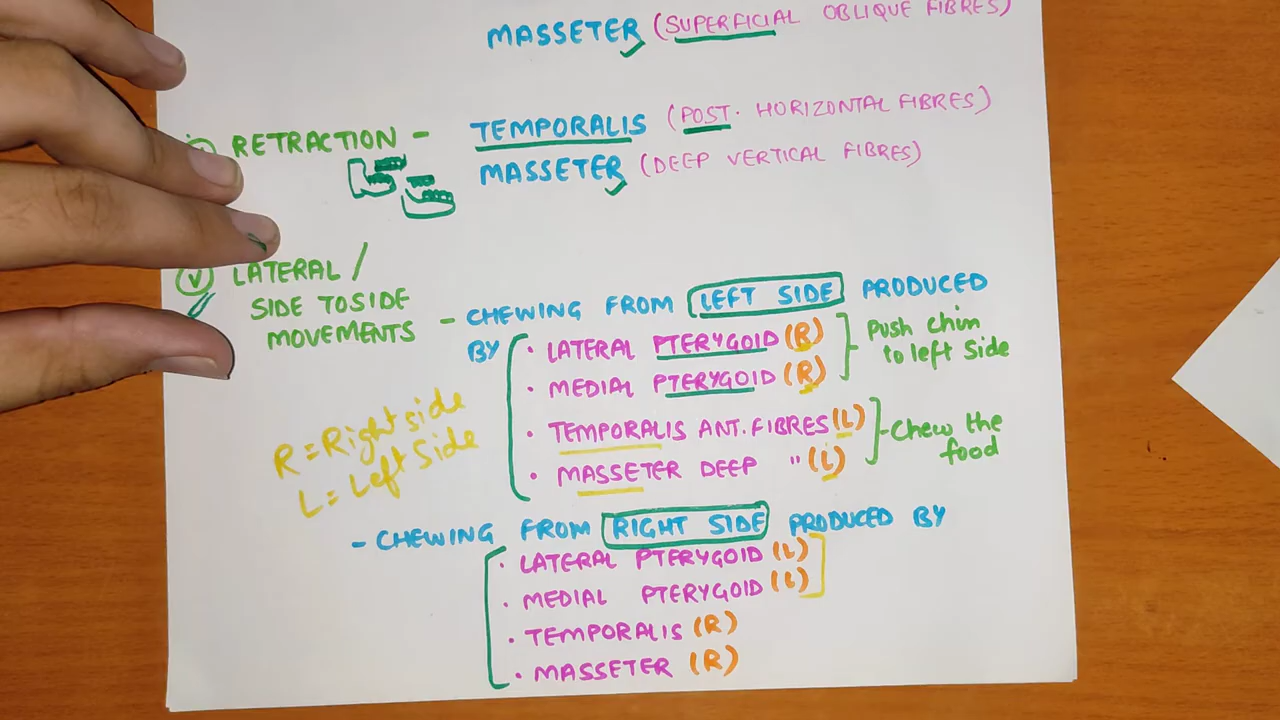 MASSETER (SUPERFICIAL OBLIQUE FIBRES)
RETRACTION - TEMPORALIS (POST. HORIZONTAL FIBRES)
MASSETER (DEEP VERTICAL FIBRES)
(V) LATERAL /
SIDE TOSIDE
MOVEMENTS - CHEWING FROM LEFT SIDE PRODUCED
BY
• LATERAL PTERYGOID (R)
• MEDIAL PTERYGOID (R)
Push chin
to left side
• TEMPORALIS ANT. FIBRES (L)
• MASSETER DEEP " (L)
Chew the
food
R = Right side
L = Left Side
- CHEWING FROM RIGHT SIDE PRODUCED BY
• LATERAL PTERYGOID (L)
• MEDIAL PTERYGOID (L)
• TEMPORALIS (R)
• MASSETER (R)